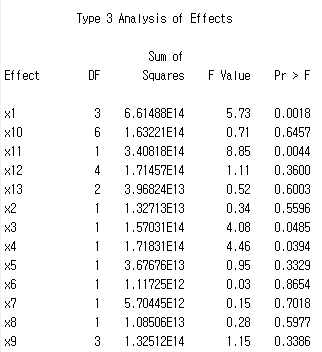 Type 3 Analysis of Effects
Sum of
Effect DF Squares F Value Pr > F
x1 3 6.61488E14 5.73 0.0018
x10 6 1.63221E14 0.71 0.6457
x11 1 3.40818E14 8.85 0.0044
x12 4 1.71457E14 1.11 0.3600
x13 2 3.96824E13 0.52 0.6003
x2 1 1.32713E13 0.34 0.5596
x3 1 1.57031E14 4.08 0.0485
x4 1 1.71831E14 4.46 0.0394
x5 1 3.67676E13 0.95 0.3329
x6 1 1.11725E12 0.03 0.8654
x7 1 5.70445E12 0.15 0.7018
x8 1 1.08506E13 0.28 0.5977
x9 3 1.32512E14 1.15 0.3386